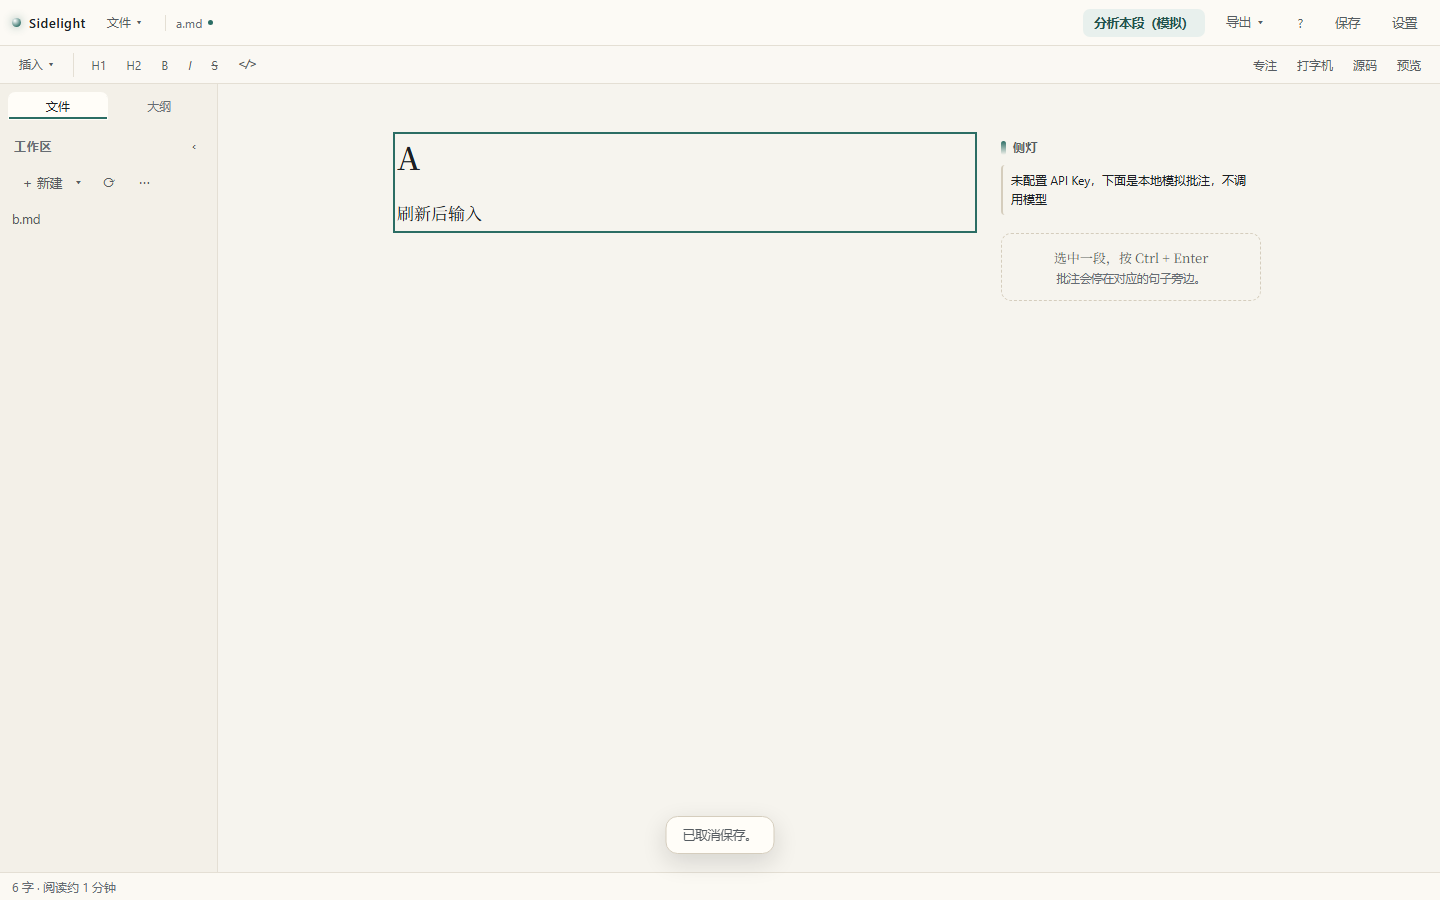 Sidelight 文件 a.md 分析本段（模拟） 导出 ? 保存 设置
插入 H1 H2 B I S </> 专注 打字机 源码 预览
文件 大纲
工作区
+ 新建 ...
b.md
A
刷新后输入
侧灯
未配置 API Key，下面是本地模拟批注，不调
用模型
选中一段，按 Ctrl + Enter
批注会停在对应的句子旁边。
已取消保存。
6 字 · 阅读约 1 分钟